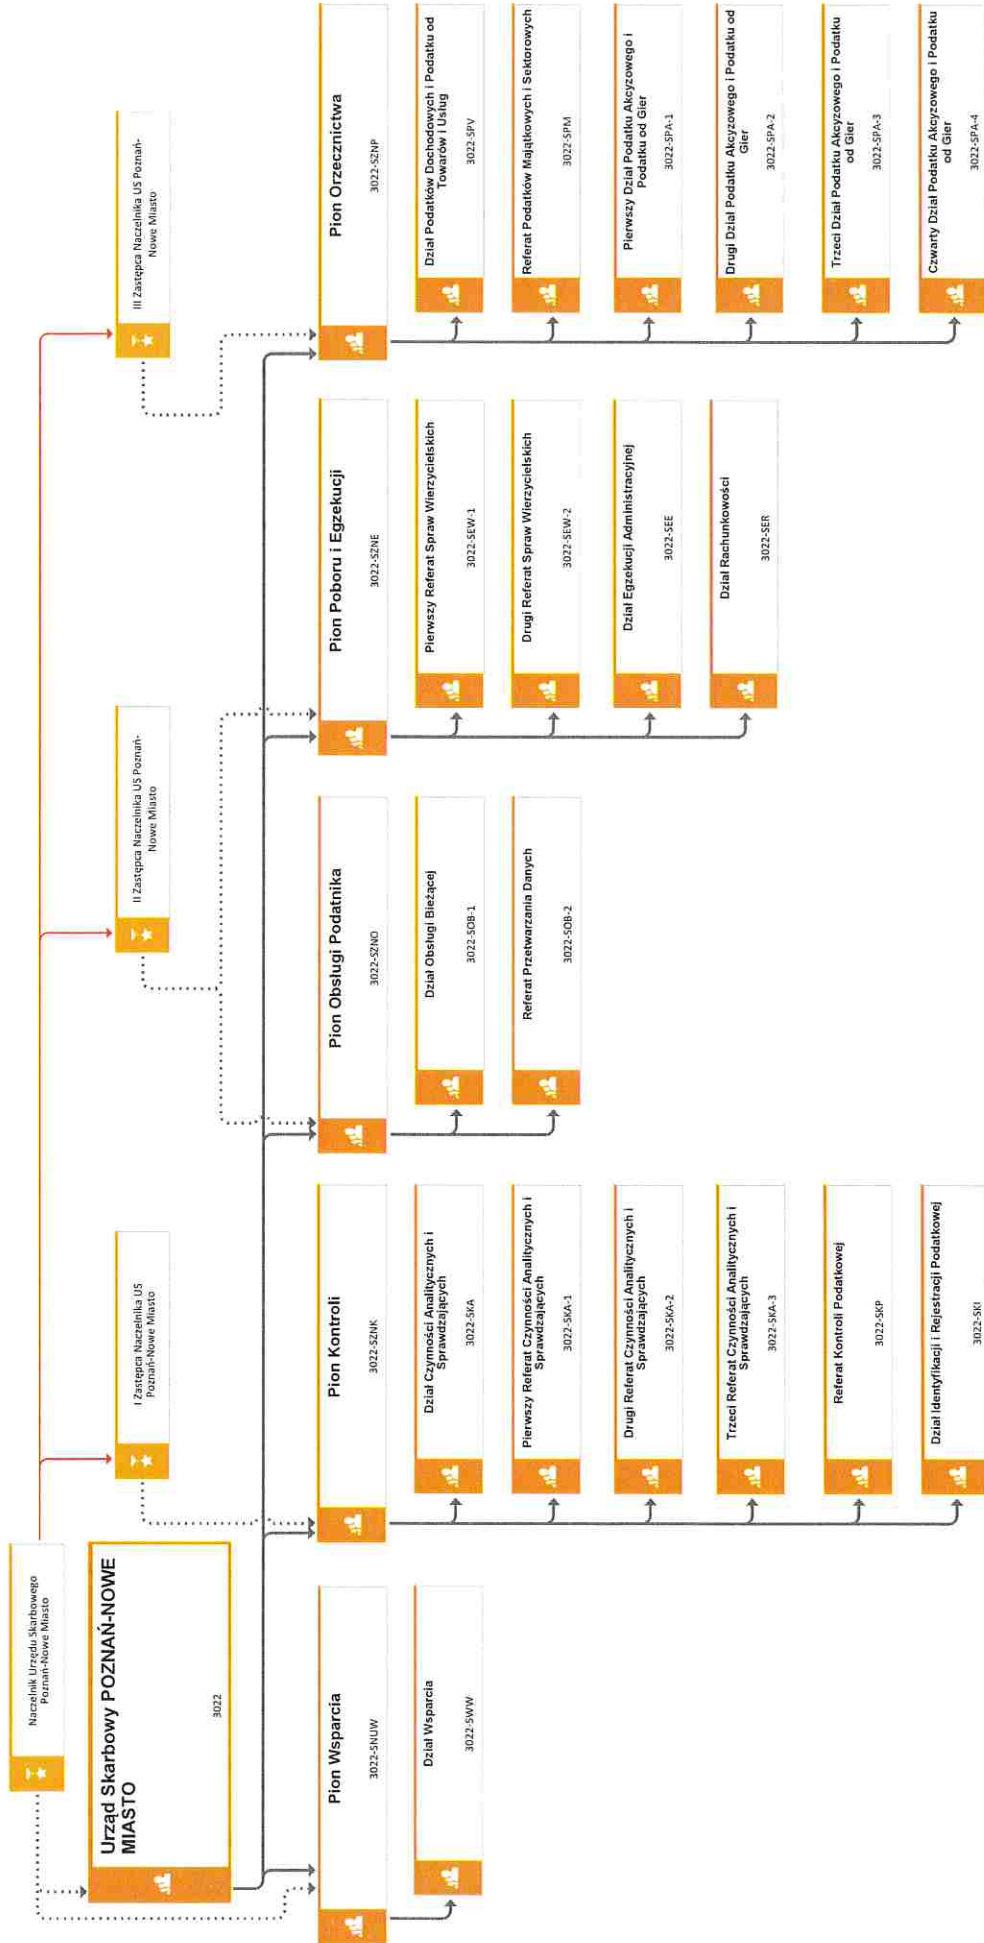 Naczelnik Urzędu Skarbowego
Poznań-Nowe Miasto
Urząd Skarbowy POZNAŃ-NOWE
MIASTO
3022
I Zastępca Naczelnika US
Poznań-Nowe Miasto
II Zastępca Naczelnika US Poznań-
Nowe Miasto
III Zastępca Naczelnika US Poznań-
Nowe Miasto
Pion Wsparcia
3022-SNUW
Dział Wsparcia
3022-SWW
Pion Kontroli
3022-SZNK
Dział Czynności Analitycznych i
Sprawdzających
3022-SKA
Pierwszy Referat Czynności Analitycznych i
Sprawdzających
3022-SKA-1
Drugi Referat Czynności Analitycznych i
Sprawdzających
3022-SKA-2
Trzeci Referat Czynności Analitycznych i
Sprawdzających
3022-SKA-3
Referat Kontroli Podatkowej
3022-SKP
Dział Identyfikacji i Rejestracji Podatkowej
3022-SKI
Pion Obsługi Podatnika
3022-SZNO
Dział Obsługi Bieżącej
3022-SOB-1
Referat Przetwarzania Danych
3022-SOB-2
Pion Poboru i Egzekucji
3022-SZNE
Pierwszy Referat Spraw Wierzycielskich
3022-SEW-1
Drugi Referat Spraw Wierzycielskich
3022-SEW-2
Dział Egzekucji Administracyjnej
3022-SEE
Dział Rachunkowości
3022-SER
Pion Orzecznictwa
3022-SZNP
Dział Podatków Dochodowych i Podatku od
Towarów i Usług
3022-SPV
Referat Podatków Majątkowych i Sektorowych
3022-SPM
Pierwszy Dział Podatku Akcyzowego i
Podatku od Gier
3022-SPA-1
Drugi Dział Podatku Akcyzowego i Podatku od
Gier
3022-SPA-2
Trzeci Dział Podatku Akcyzowego i Podatku
od Gier
3022-SPA-3
Czwarty Dział Podatku Akcyzowego i Podatku
od Gier
3022-SPA-4